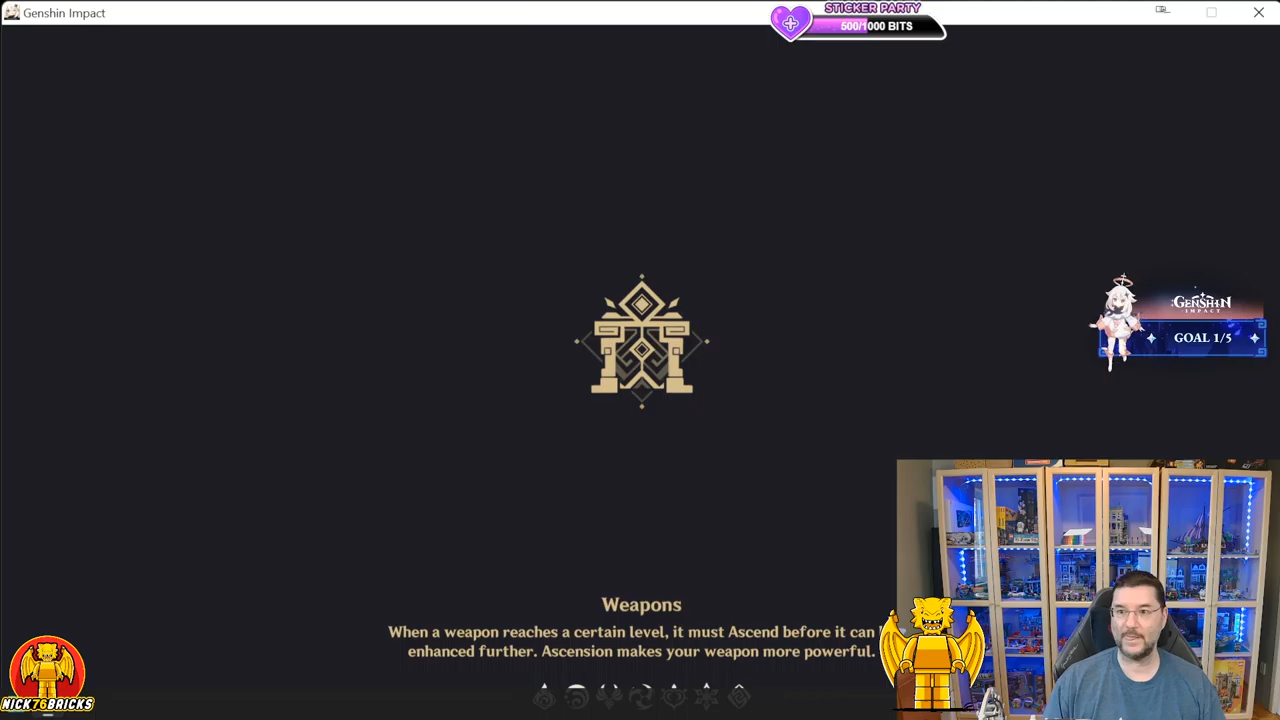 Genshin Impact
STICKER PARTY
500/1000 BITS
GENSHIN
IMPACT
GOAL 1/5
Weapons
When a weapon reaches a certain level, it must Ascend before it can
enhanced further. Ascension makes your weapon more powerful.
NICK76BRICKS